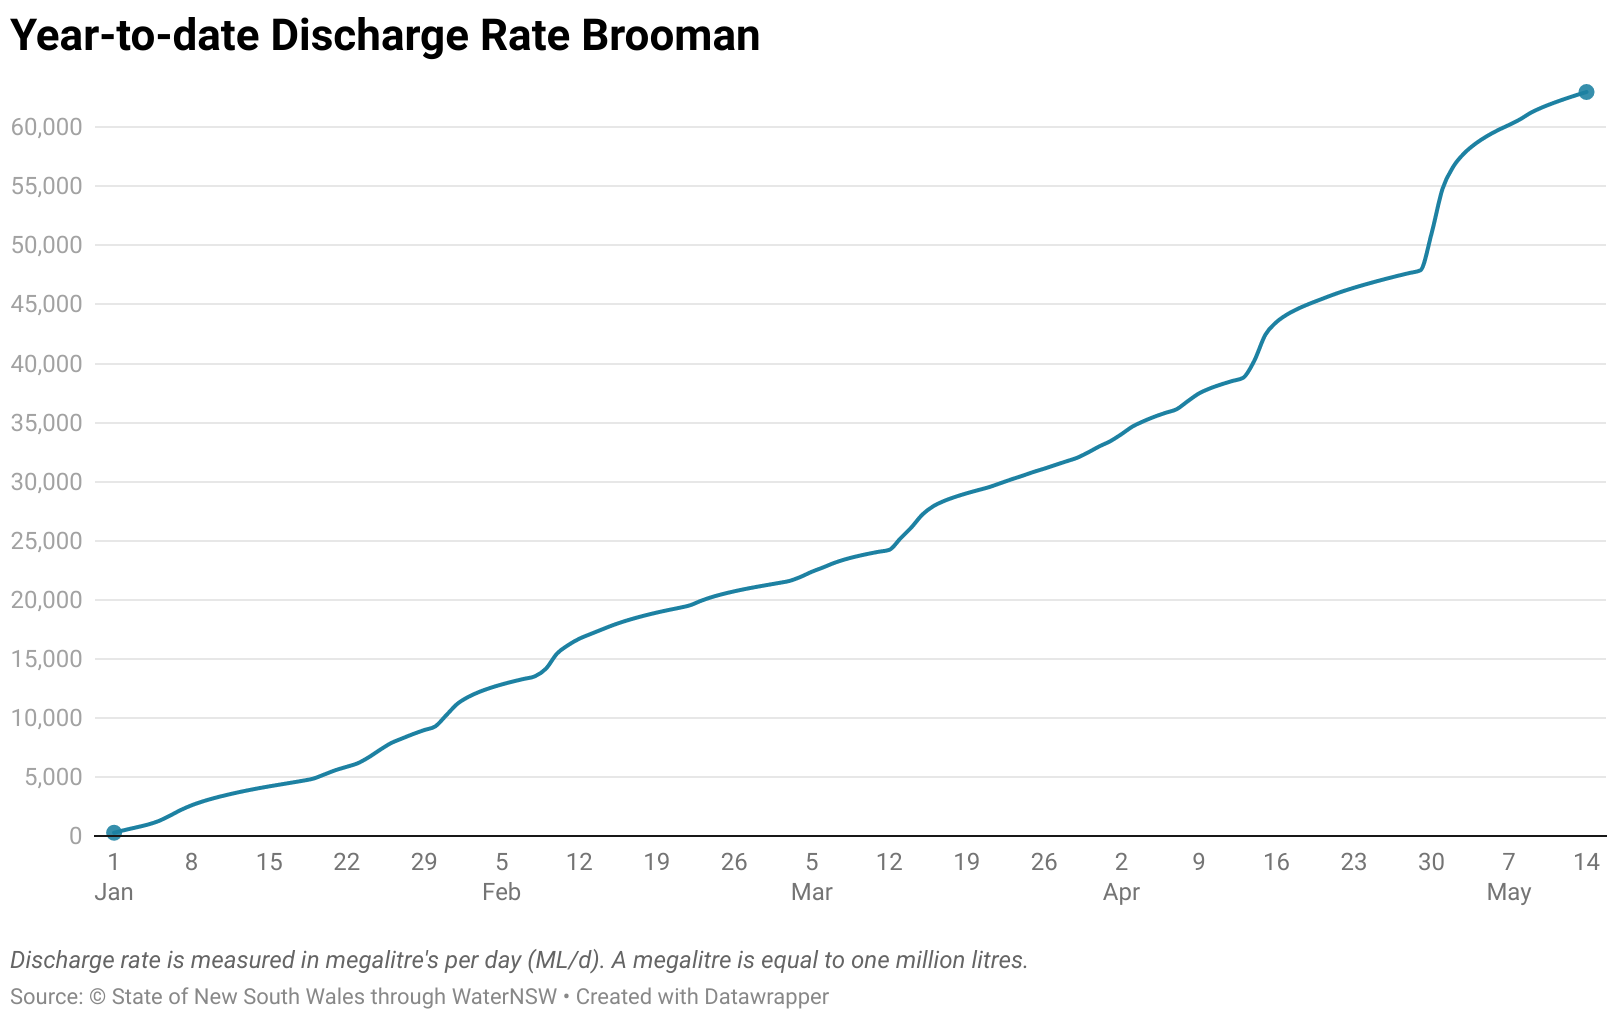 Year-to-date Discharge Rate Brooman
60,000
55,000
50,000
45,000
40,000
35,000
30,000
25,000
20,000
15,000
10,000
5,000
0
1 8 15 22 29 5 12 19 26 5 12 19 26 2 9 16 23 30 7 14
Jan Feb Mar Apr May
Discharge rate is measured in megalitre's per day (ML/d). A megalitre is equal to one million litres.
Source: © State of New South Wales through WaterNSW • Created with Datawrapper